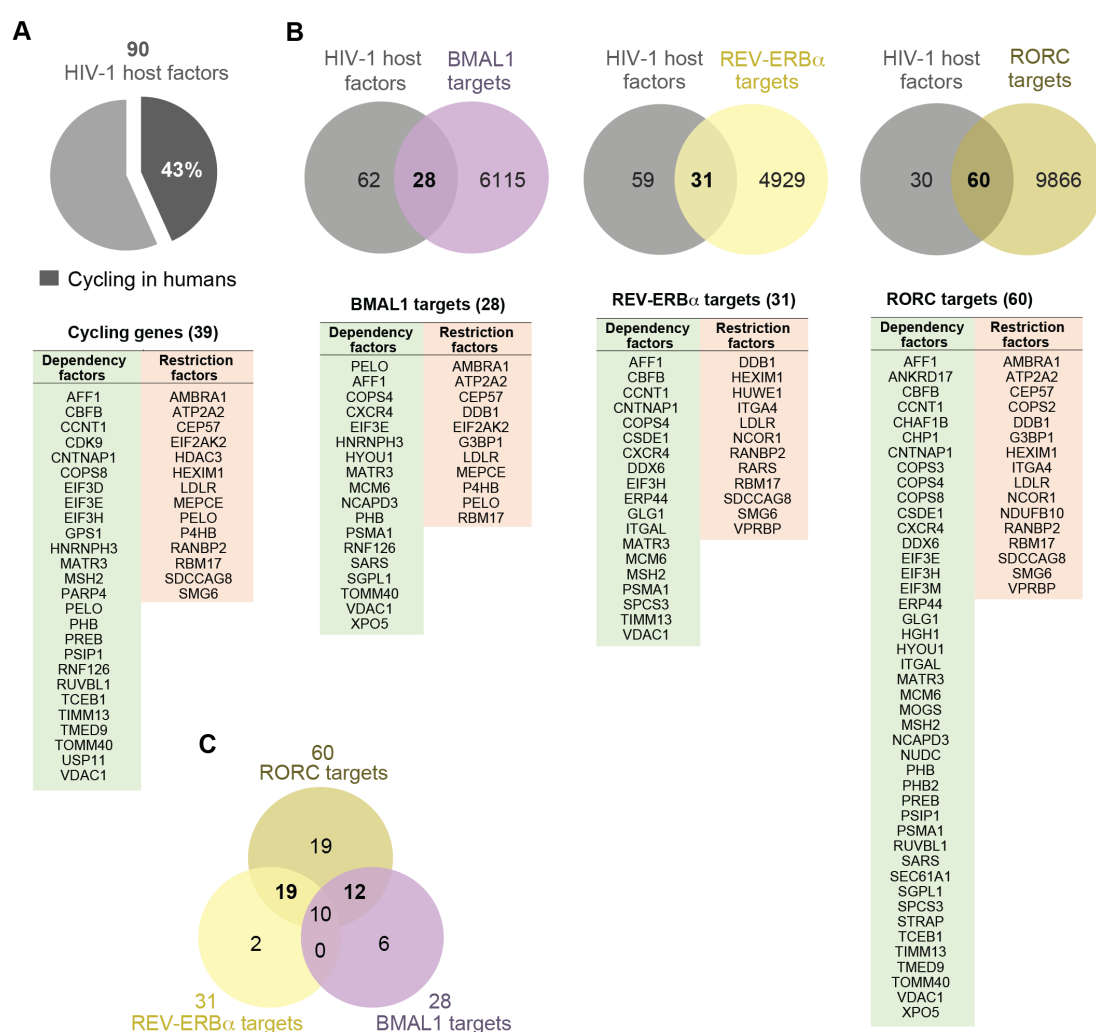 A
90
HIV-1 host factors
43%
Cycling in humans
Cycling genes (39)
Dependency
factors
AFF1
CBFB
CCNT1
CDK9
CNTNAP1
COPS8
EIF3D
EIF3E
EIF3H
GPS1
HNRNPH3
MATR3
MSH2
PARP4
PELO
PHB
PREB
PSIP1
RNF126
RUVBL1
TCEB1
TIMM13
TMED9
TOMM40
USP11
VDAC1
Restriction
factors
AMBRA1
ATP2A2
CEP57
EIF2AK2
HDAC3
HEXIM1
LDLR
MEPCE
PELO
P4HB
RANBP2
RBM17
SDCCAG8
SMG6
B
HIV-1 host
factors
BMAL1
targets
62
28
6115
HIV-1 host
factors
REV-ERBα
targets
59
31
4929
HIV-1 host
factors
RORC
targets
30
60
9866
BMAL1 targets (28)
Dependency
factors
PELO
AFF1
COPS4
CXCR4
EIF3E
HNRNPH3
HYOU1
MATR3
MCM6
NCAPD3
PHB
PSMA1
RNF126
SARS
SGPL1
TOMM40
VDAC1
XPO5
Restriction
factors
AMBRA1
ATP2A2
CEP57
DDB1
EIF2AK2
G3BP1
LDLR
MEPCE
P4HB
PELO
RBM17
REV-ERBα targets (31)
Dependency
factors
AFF1
CBFB
CCNT1
CNTNAP1
COPS4
CSDE1
CXCR4
DDX6
EIF3H
ERP44
GLG1
ITGAL
MATR3
MCM6
MSH2
PSMA1
SPCS3
TIMM13
VDAC1
Restriction
factors
DDB1
HEXIM1
HUWE1
ITGA4
LDLR
NCOR1
RANBP2
RARS
RBM17
SDCCAG8
SMG6
VPRBP
RORC targets (60)
Dependency
factors
AFF1
ANKRD17
CBFB
CCNT1
CHAF1B
CHP1
CNTNAP1
COPS3
COPS4
COPS8
CSDE1
CXCR4
DDX6
EIF3E
EIF3H
EIF3M
ERP44
GLG1
HGH1
HYOU1
ITGAL
MATR3
MCM6
MOGS
MSH2
NCAPD3
NUDC
PHB
PHB2
PREB
PSIP1
PSMA1
RUVBL1
SARS
SEC61A1
SGPL1
SPCS3
STRAP
TCEB1
TIMM13
TMED9
TOMM40
VDAC1
XPO5
Restriction
factors
AMBRA1
ATP2A2
CEP57
COPS2
DDB1
G3BP1
HEXIM1
ITGA4
LDLR
NCOR1
NDUFB10
RANBP2
RBM17
SDCCAG8
SMG6
VPRBP
C
60
RORC targets
19
19
12
10
2
0
6
31
REV-ERBα targets
28
BMAL1 targets